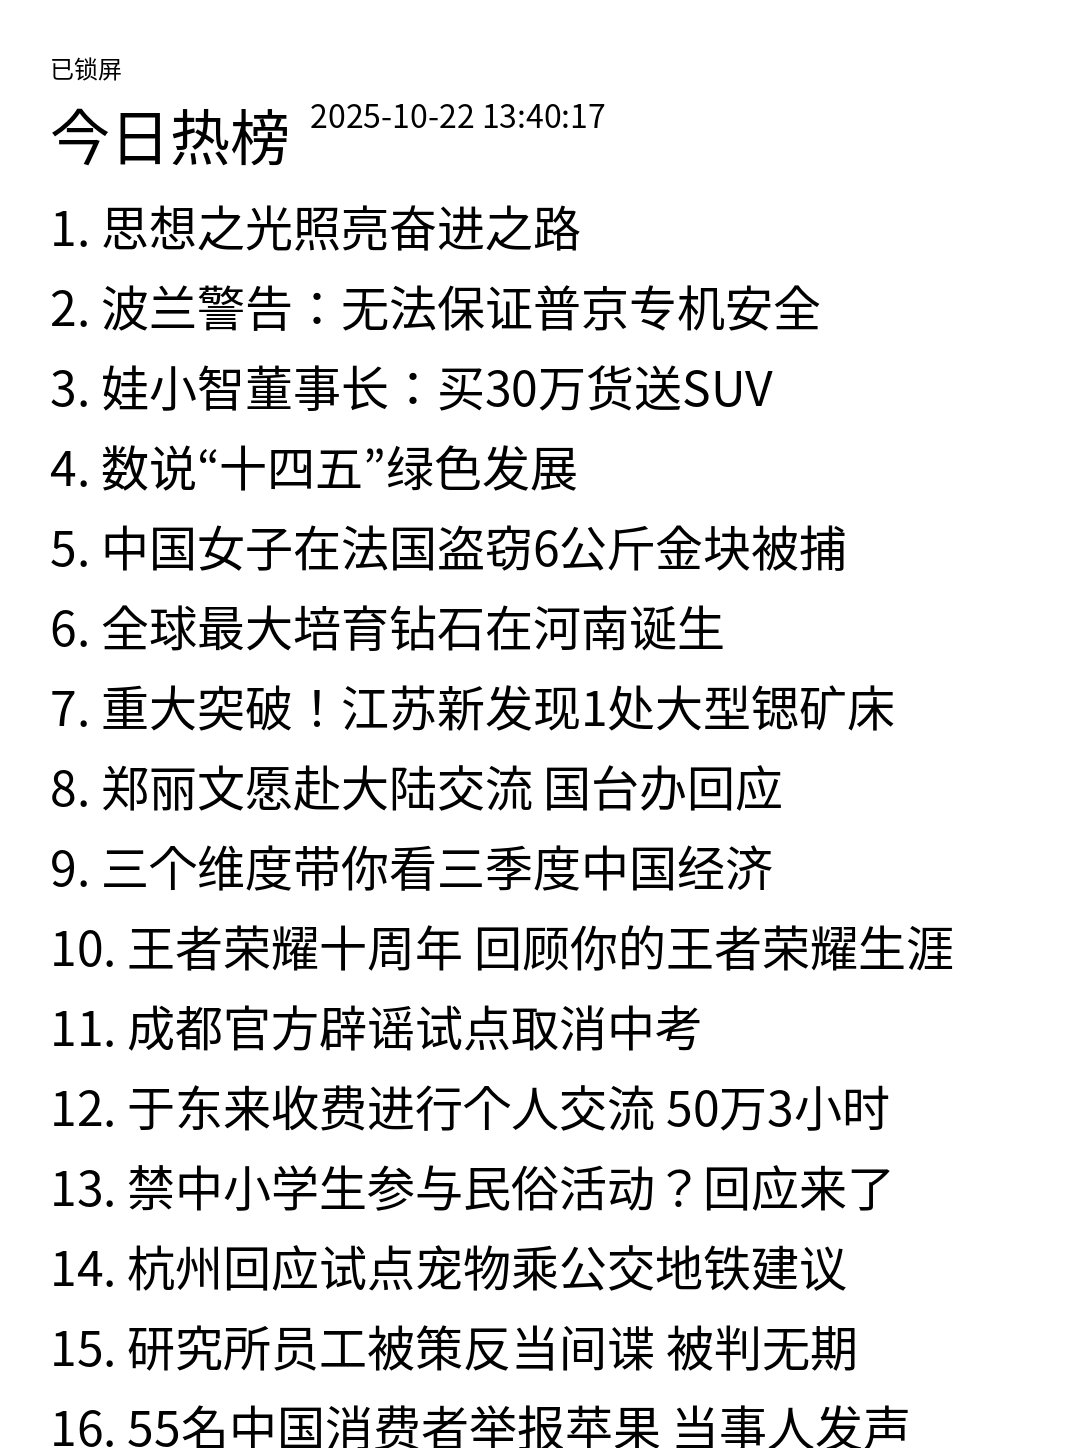 已锁屏
今日热榜 2025-10-22 13:40:17
1. 思想之光照亮奋进之路
2. 波兰警告：无法保证普京专机安全
3. 娃小智董事长：买30万货送SUV
4. 数说“十四五”绿色发展
5. 中国女子在法国盗窃6公斤金块被捕
6. 全球最大培育钻石在河南诞生
7. 重大突破！江苏新发现1处大型锶矿床
8. 郑丽文愿赴大陆交流 国台办回应
9. 三个维度带你看三季度中国经济
10. 王者荣耀十周年 回顾你的王者荣耀生涯
11. 成都官方辟谣试点取消中考
12. 于东来收费进行个人交流 50万3小时
13. 禁中小学生参与民俗活动？回应来了
14. 杭州回应试点宠物乘公交地铁建议
15. 研究所员工被策反当间谍 被判无期
16. 55名中国消费者举报苹果 当事人发声